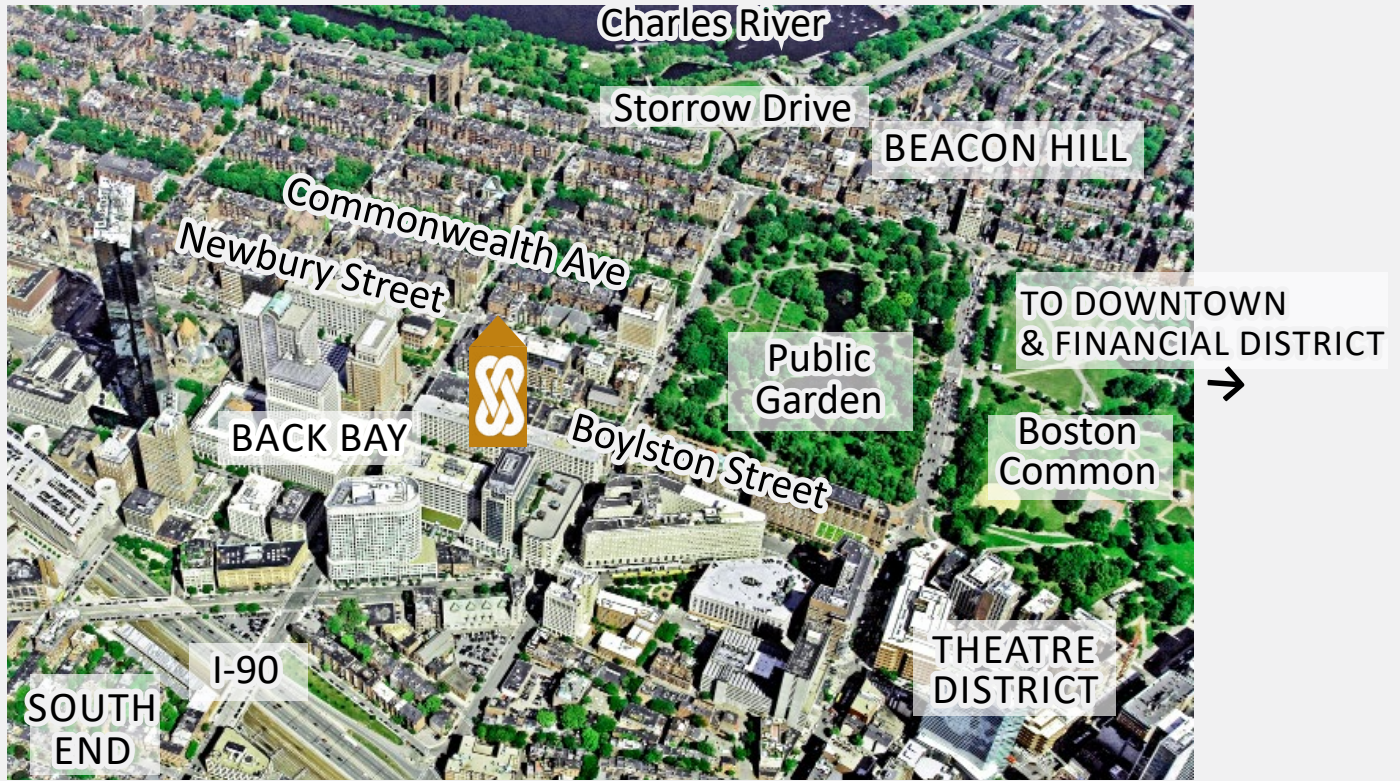 Charles River
Storrow Drive
BEACON HILL
Commonwealth Ave
Newbury Street
TO DOWNTOWN
& FINANCIAL DISTRICT
Public
Garden
BACK BAY
Boylston Street
Boston
Common
THEATRE
DISTRICT
I-90
SOUTH
END